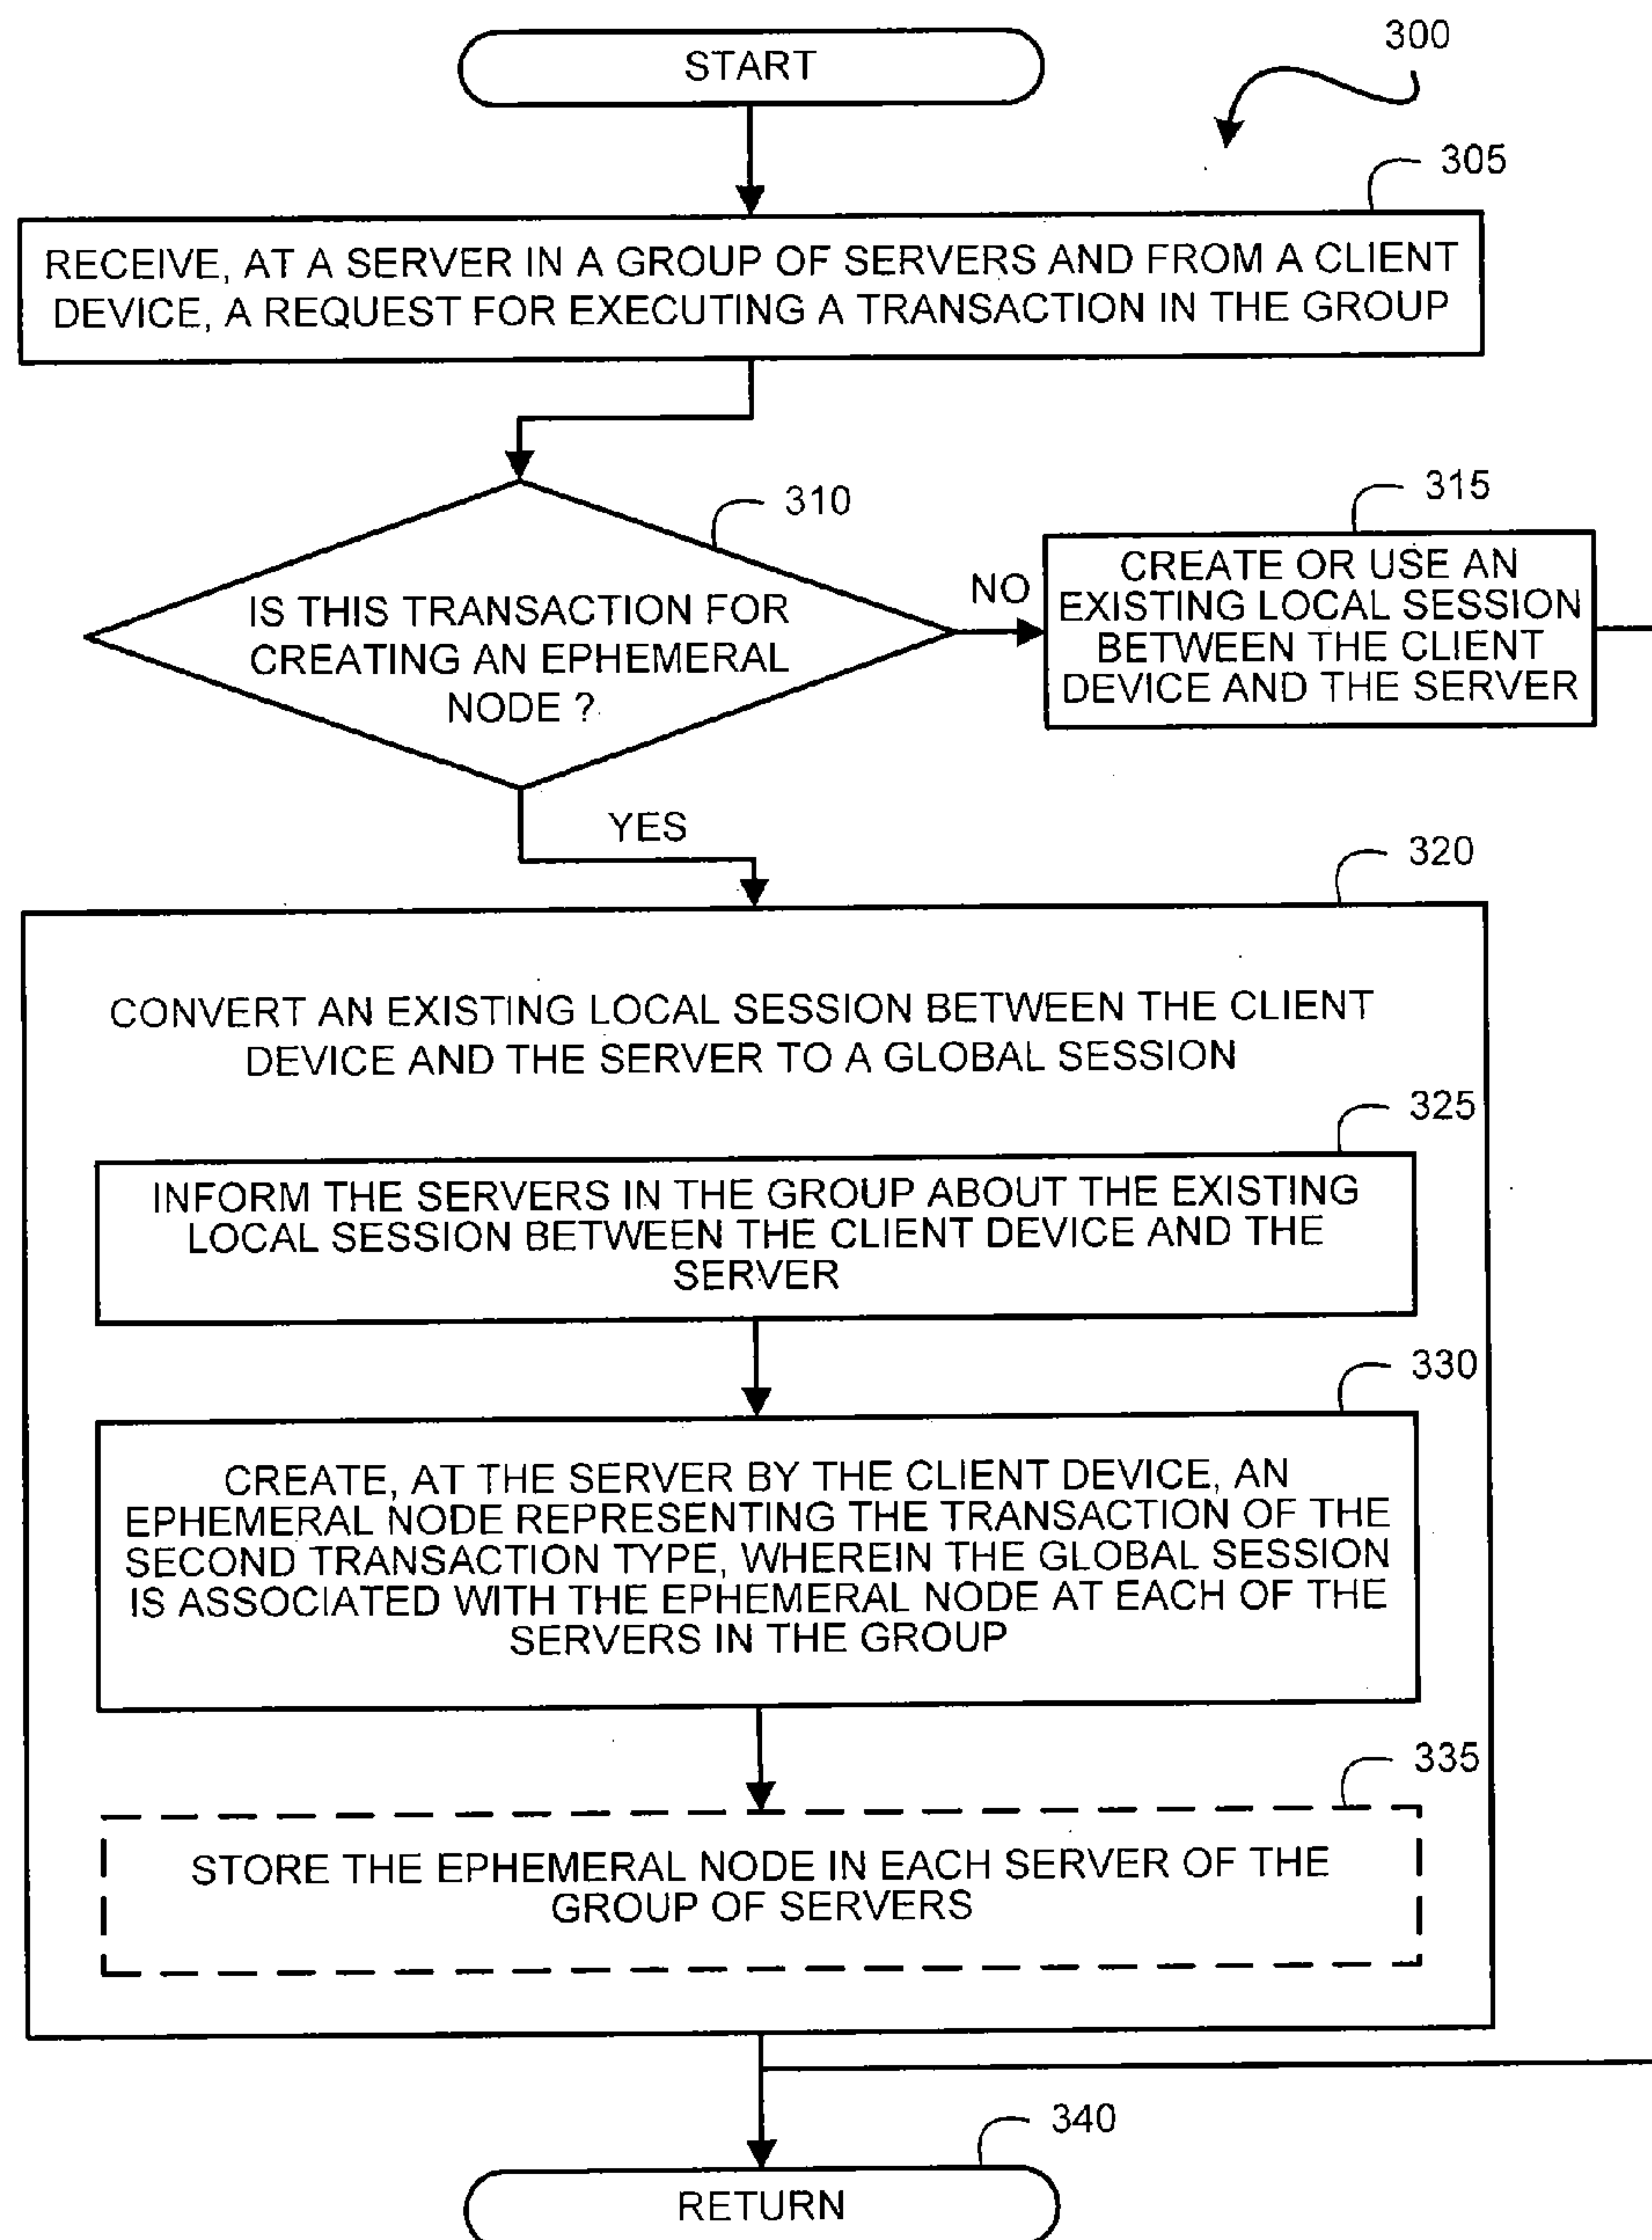 START
300
305
RECEIVE, AT A SERVER IN A GROUP OF SERVERS AND FROM A CLIENT
DEVICE, A REQUEST FOR EXECUTING A TRANSACTION IN THE GROUP
310
IS THIS TRANSACTION FOR
CREATING AN EPHEMERAL
NODE ?
NO
315
CREATE OR USE AN
EXISTING LOCAL SESSION
BETWEEN THE CLIENT
DEVICE AND THE SERVER
YES
320
CONVERT AN EXISTING LOCAL SESSION BETWEEN THE CLIENT
DEVICE AND THE SERVER TO A GLOBAL SESSION
325
INFORM THE SERVERS IN THE GROUP ABOUT THE EXISTING
LOCAL SESSION BETWEEN THE CLIENT DEVICE AND THE
SERVER
330
CREATE, AT THE SERVER BY THE CLIENT DEVICE, AN
EPHEMERAL NODE REPRESENTING THE TRANSACTION OF THE
SECOND TRANSACTION TYPE, WHEREIN THE GLOBAL SESSION
IS ASSOCIATED WITH THE EPHEMERAL NODE AT EACH OF THE
SERVERS IN THE GROUP
335
STORE THE EPHEMERAL NODE IN EACH SERVER OF THE
GROUP OF SERVERS
340
RETURN